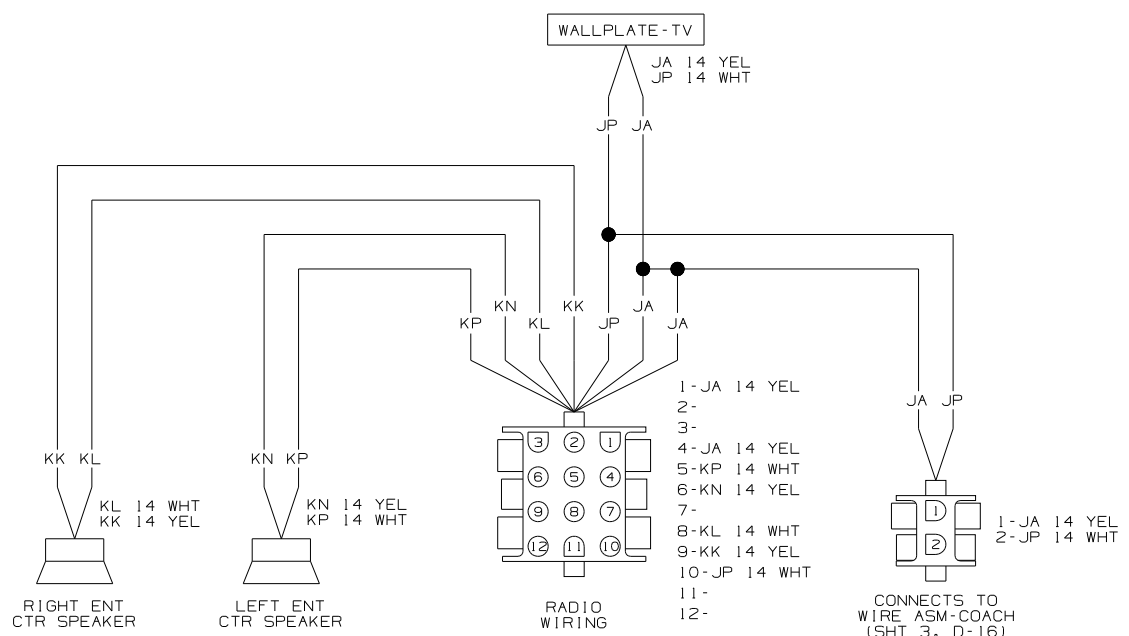 WALLPLATE-TV
JA 14 YEL
JP 14 WHT
JP JA
KP KN KL KK JP JA JA
KK KL
KL 14 WHT
KK 14 YEL
RIGHT ENT
CTR SPEAKER
KN KP
KN 14 YEL
KP 14 WHT
LEFT ENT
CTR SPEAKER
3 2 1
6 5 4
9 8 7
12 11 10
RADIO
WIRING
1-JA 14 YEL
2-
3-
4-JA 14 YEL
5-KP 14 WHT
6-KN 14 YEL
7-
8-KL 14 WHT
9-KK 14 YEL
10-JP 14 WHT
11-
12-
JA JP
1
2
1-JA 14 YEL
2-JP 14 WHT
CONNECTS TO
WIRE ASM-COACH
(SHT 3, D-16)